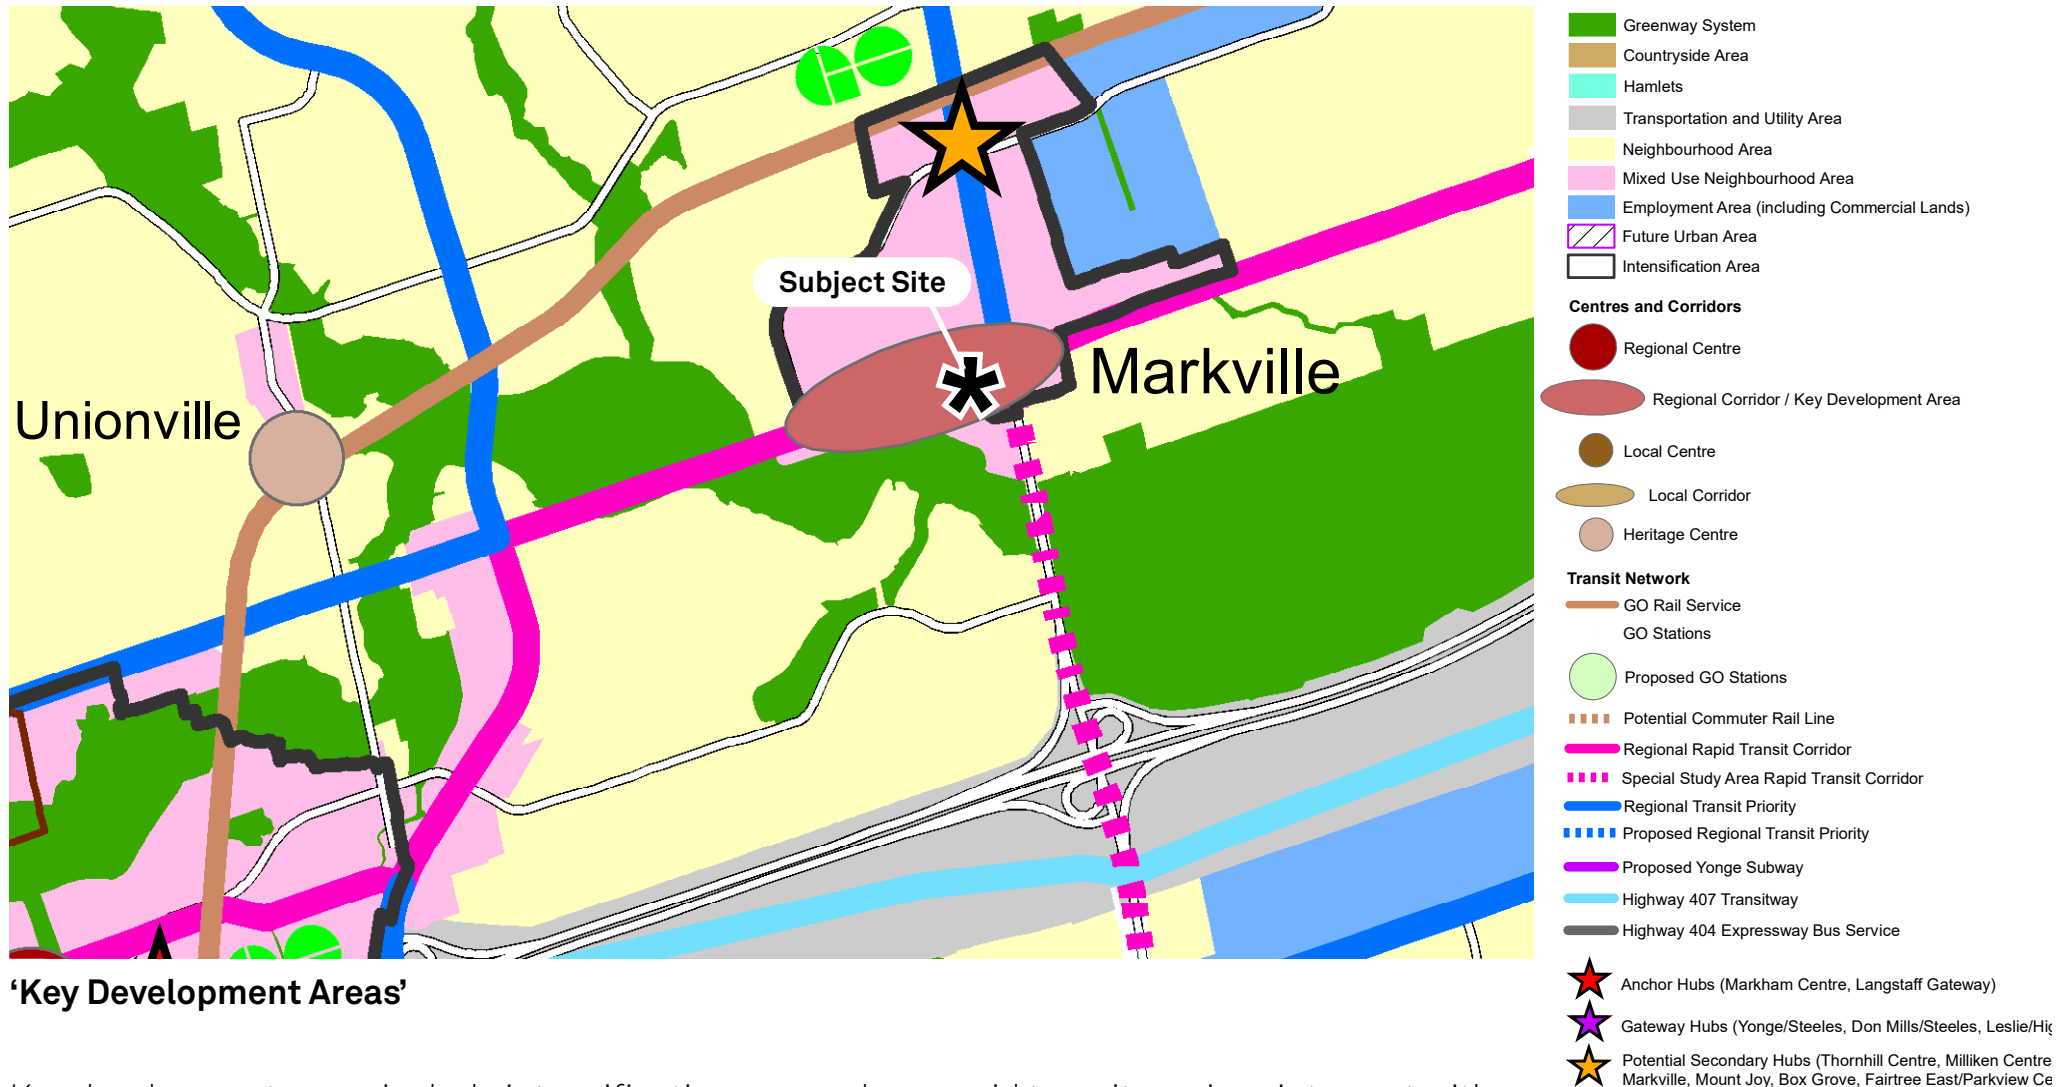 Subject Site
Markville
Unionville
'Key Development Areas'
Greenway System
Countryside Area
Hamlets
Transportation and Utility Area
Neighbourhood Area
Mixed Use Neighbourhood Area
Employment Area (including Commercial Lands)
Future Urban Area
Intensification Area
Centres and Corridors
Regional Centre
Regional Corridor / Key Development Area
Local Centre
Local Corridor
Heritage Centre
Transit Network
GO Rail Service
GO Stations
Proposed GO Stations
Potential Commuter Rail Line
Regional Rapid Transit Corridor
Special Study Area Rapid Transit Corridor
Regional Transit Priority
Proposed Regional Transit Priority
Proposed Yonge Subway
Highway 407 Transitway
Highway 404 Expressway Bus Service
Anchor Hubs (Markham Centre, Langstaff Gateway)
Gateway Hubs (Yonge/Steeles, Don Mills/Steeles,
Potential Secondary Hubs (Thornhill Centre, Milliken Centre
Markville, Mount Joy, Box Grove, Fairtree East/Parkview